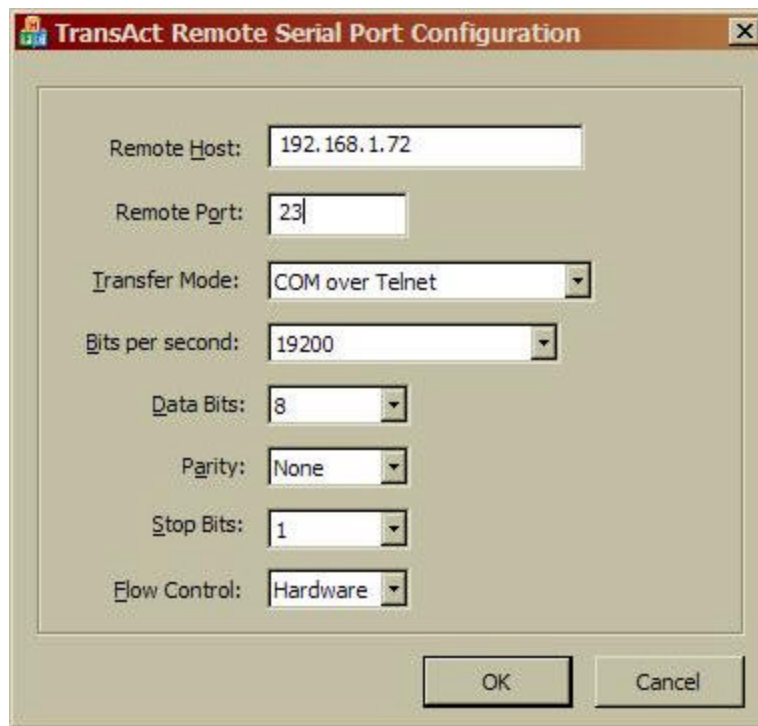 TransAct Remote Serial Port Configuration
Remote Host: 192.168.1.72
Remote Port: 23
Transfer Mode: COM over Telnet
Bits per second: 19200
Data Bits: 8
Parity: None
Stop Bits: 1
Flow Control: Hardware
OK Cancel